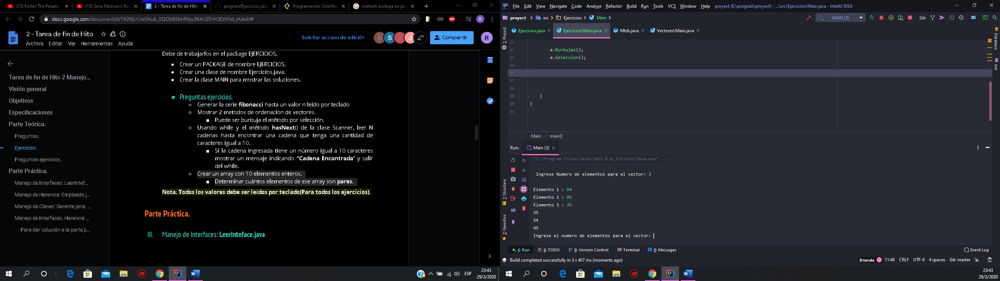 (13) Foster The People -
(13) Serie Fibonacci Res
2 - Tarea de fin de Hito -
prograiii/Ejercicios.java
Programación Orientad
metodo burbuja en java
docs.google.com/document/d/1X2NLrLIwTAu6_0QObBSbhfNzy3K4rJZFrH3EzVhd_IA/edit#
ABP
R
2 - Tarea de fin de Hito
Archivo Editar Ver Herramientas Ayuda
Solicitar acceso de edición
A S J J
Compartir
R
31
Tarea de fin de Hito 2 Manejo...
Visión general
Objetivos
Especificaciones
Parte Teórica.
Preguntas.
Ejercicios.
Preguntas ejercicios.
Parte Práctica.
Manejo de Interfaces: LeerIntef...
Manejo de Herencia: Empleado.j...
Manejo de Clases: Gerente.java, ...
Manejo de Interfaces, Herencia ...
Para dar solución a la parte p...
Debe de trabajarlos en el package EJERCICIOS.
Crear un PACKAGE de nombre EJERCICIOS.
Crear una clase de nombre Ejercicios.java.
Crear la clase MAIN para mostrar las soluciones.
Preguntas ejercicios.
Generar la serie fibonacci hasta un valor n leído por teclado
Mostrar 2 metodos de ordenacion de vectores.
Puede ser burbuja el método por selección.
Usando while y el método hasNext() de la clase Scanner, leer N
cadenas hasta encontrar una cadena que tenga una cantidad de
caracteres igual a 10.
Si la cadena ingresada tiene un número igual a 10 caracteres
mostrar un mensaje indicando “Cadena Encontrada” y salir
del while.
Crear un array con 10 elementos enteros.
Determinar cuántos elementos de ese array son pares.
Nota. Todos los valores debe ser leídos por teclado(Para todos los ejercicios).
Parte Práctica.
III. Manejo de Interfaces: LeerInteface.java
ESP
23:43
29/3/2020
File Edit View Navigate Code Analyze Refactor Build Run Tools VCS Window Help proyect [E:\prograiii\proyect] - ...\src\Ejercicios\Main.java - IntelliJ IDEA
proyect src Ejercicios Main
MAIN (3)
Git:
Ejercicios.java
Ejercicios\Main.java
Mtds.java
Vectores\Main.java
1: Project
7: Structure
2: Favorites
Database
Ant
12
13 e.Burbujas();
14 e.Seleccion();
15
16
17
18
19 }
20 }
21
Main main()
Run: Main (3)
"C:\Program Files\Java\jdk1.8.0_111\bin\java.exe" ...
Ingrese Numero de elementos para el vector: 3
Elemento 1 : 54
Elemento 2 : 95
Elemento 3 : 35
35
54
95
Ingrese el numero de elementos para el vector:
4: Run 6: TODO 9: Version Control Terminal 0: Messages Event Log
Build completed successfully in 3 s 407 ms (moments ago)
Dracula 11:48 CRLF UTF-8 4 spaces Git: master
23:43
29/3/2020